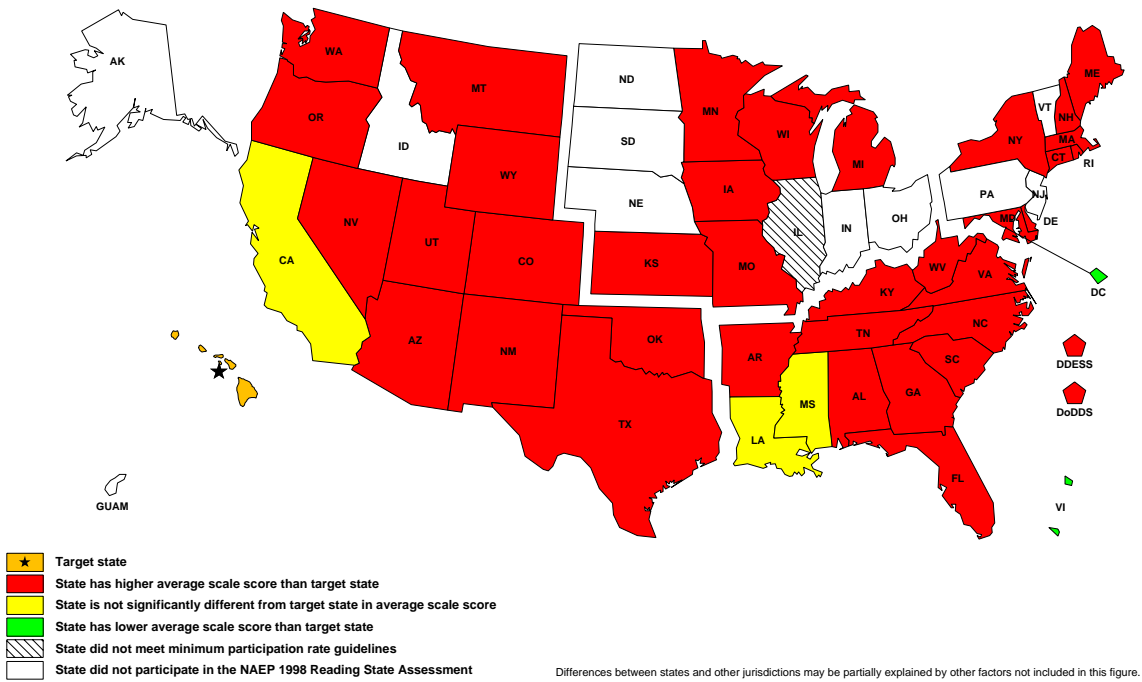 AK
WA
MT
ND
MN
ME
VT
NH
OR
ID
SD
WI
MI
NY
MA
CT
RI
WY
IA
PA
NJ
NE
NV
UT
CO
IL
IN
OH
MD
DE
CA
KS
MO
WV
VA
KY
DC
AZ
NM
OK
AR
TN
NC
SC
DDESS
TX
LA
MS
AL
GA
DoDDS
FL
GUAM
VI
Target state
State has higher average scale score than target state
State is not significantly different from target state in average scale score
State has lower average scale score than target state
State did not meet minimum participation rate guidelines
State did not participate in the NAEP 1998 Reading State Assessment
Differences between states and other jurisdictions may be partially explained by other factors not included in this figure.